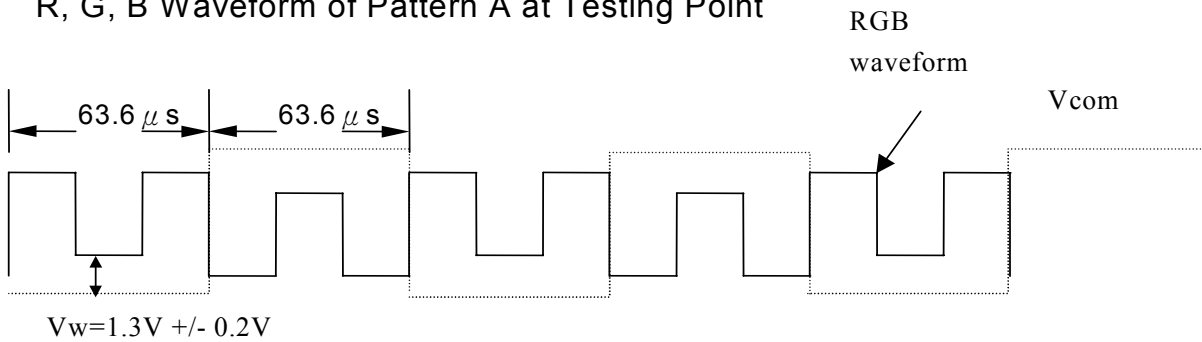 R, G, B Waveform of Pattern A at Testing Point
RGB
waveform
Vcom
63.6 μ s
63.6 μ s
Vw=1.3V +/- 0.2V